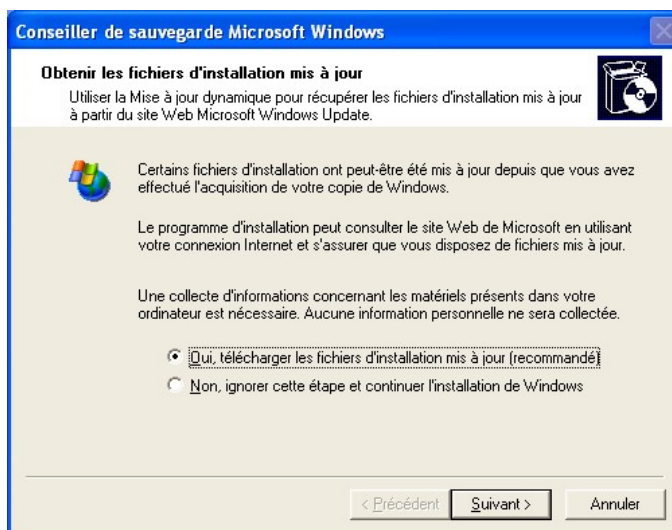 Conseiller de sauvegarde Microsoft Windows
Obtenir les fichiers d'installation mis à jour
Utiliser la Mise à jour dynamique pour récupérer les fichiers d'installation mis à jour
à partir du site Web Microsoft Windows Update.
Certains fichiers d'installation ont peut-être été mis à jour depuis que vous avez
effectué l'acquisition de votre copie de Windows.
Le programme d'installation peut consulter le site Web de Microsoft en utilisant
votre connexion Internet et s'assurer que vous disposez de fichiers mis à jour.
Une collecte d'informations concernant les matériels présents dans votre
ordinateur est nécessaire. Aucune information personnelle ne sera collectée.
Oui, télécharger les fichiers d'installation mis à jour (recommandé)
Non, ignorer cette étape et continuer l'installation de Windows
< Précédent Suivant > Annuler